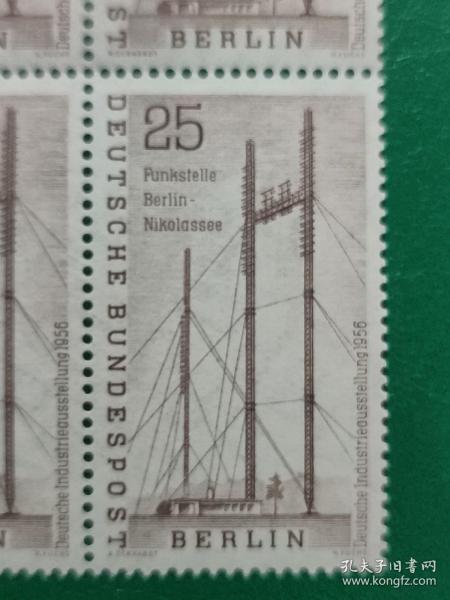 BERLIN
DEUTSCHE BUNDESPOST
25
Funkstelle
Berlin-
Nikolassee
Deutsche Industrieausstellung 1956
Deutsche Industrieausstellung 1956
BERLIN
孔夫子旧书网
www.kongfz.com